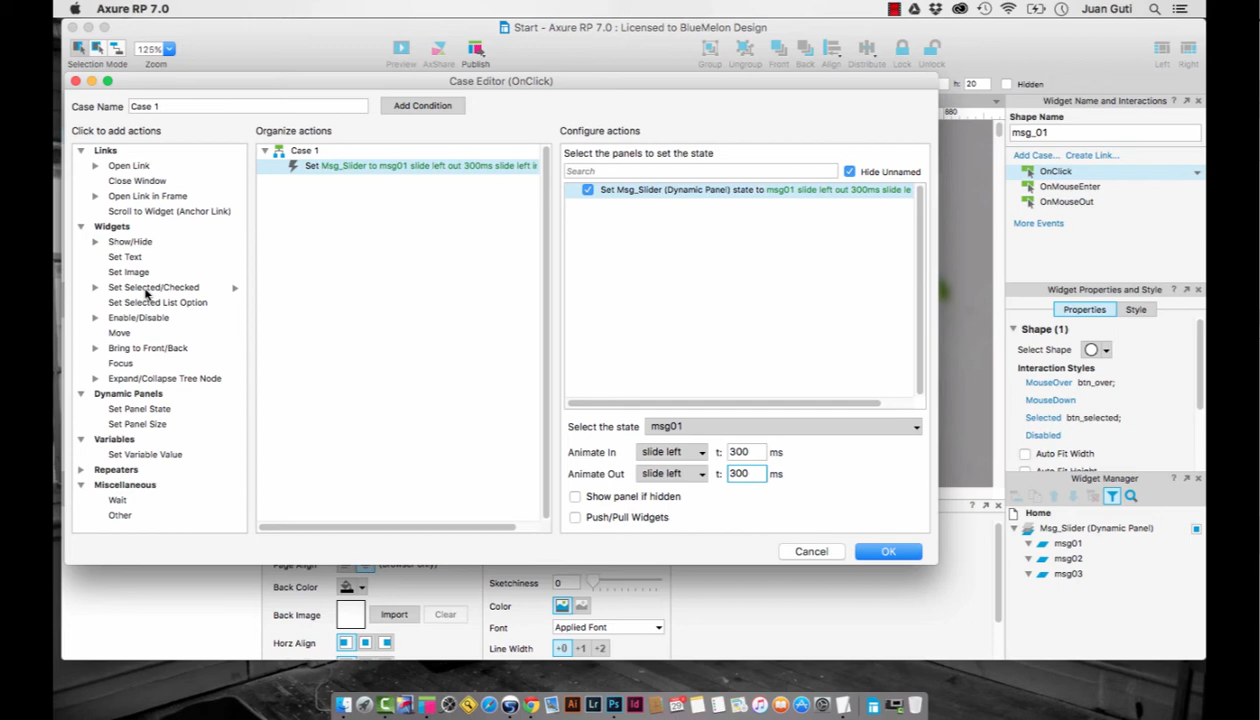 Axure RP 7.0
Juan Guti
Start - Axure RP 7.0 : Licensed to BlueMelon Design
125%
Selection Mode
Zoom
Preview
AxShare
Publish
Group
Ungroup
Front
Back
Align
Distribute
Lock
Unlock
Left
Right
Case Editor (OnClick)
h: 20
Hidden
Case Name
Case 1
Add Condition
Widget Name and Interactions
Click to add actions
Organize actions
Configure actions
Shape Name
msg_01
Links
Open Link
Close Window
Open Link in Frame
Scroll to Widget (Anchor Link)
Widgets
Show/Hide
Set Text
Set Image
Set Selected/Checked
Set Selected List Option
Enable/Disable
Move
Bring to Front/Back
Focus
Expand/Collapse Tree Node
Dynamic Panels
Set Panel State
Set Panel Size
Variables
Set Variable Value
Repeaters
Miscellaneous
Wait
Other
Case 1
Set Msg_Slider to msg01 slide left out 300ms slide left i
Select the panels to set the state
Search
Hide Unnamed
Set Msg_Slider (Dynamic Panel) state to msg01 slide left out 300ms slide le
Select the state
msg01
Animate In
slide left
t:
300
ms
Animate Out
slide left
t:
300
ms
Show panel if hidden
Push/Pull Widgets
Cancel
OK
880
Add Case...
Create Link...
OnClick
OnMouseEnter
OnMouseOut
More Events
Widget Properties and Style
Properties
Style
Shape (1)
Select Shape
Interaction Styles
MouseOver btn_over;
MouseDown
Selected btn_selected;
Disabled
Auto Fit Width
Auto Fit Height
Widget Manager
Home
Msg_Slider (Dynamic Panel)
msg01
msg02
msg03
Page Align
(Browser Only)
Back Color
Back Image
Import
Clear
Horz Align
Sketchiness
0
Color
Font
Applied Font
Line Width
+0
+1
+2